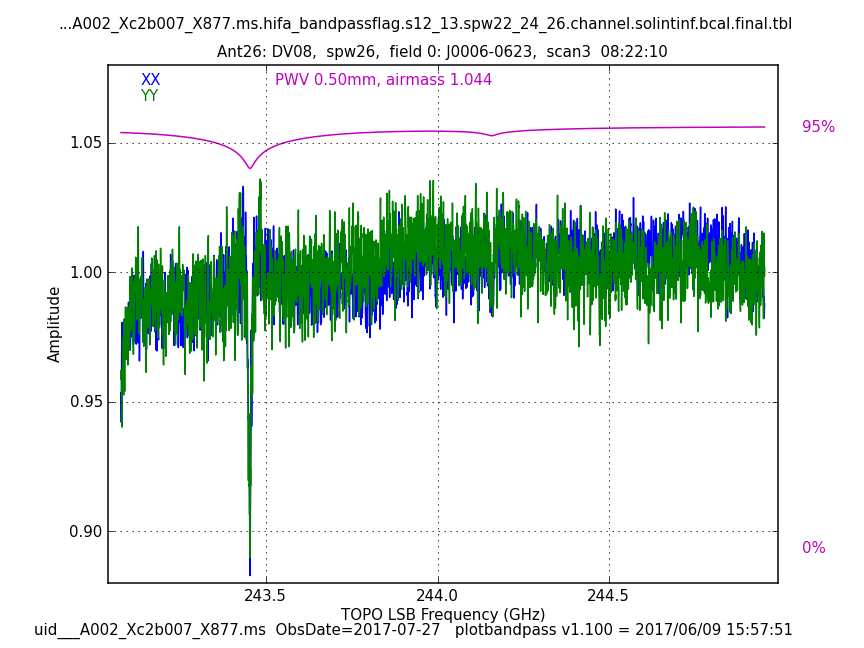 ...A002_Xc2b007_X877.ms.hifa_bandpassflag.s12_13.spw22_24_26.channel.solintinf.bcal.final.tbl
Ant26: DV08,  spw26,  field 0: J0006-0623,  scan3  08:22:10
XX
PWV 0.50mm, airmass 1.044
YY
95%
1.05
1.00
0.95
0.90
Amplitude
0%
243.5
244.0
244.5
TOPO LSB Frequency (GHz)
uid___A002_Xc2b007_X877.ms  ObsDate=2017-07-27   plotbandpass v1.100 = 2017/06/09 15:57:51